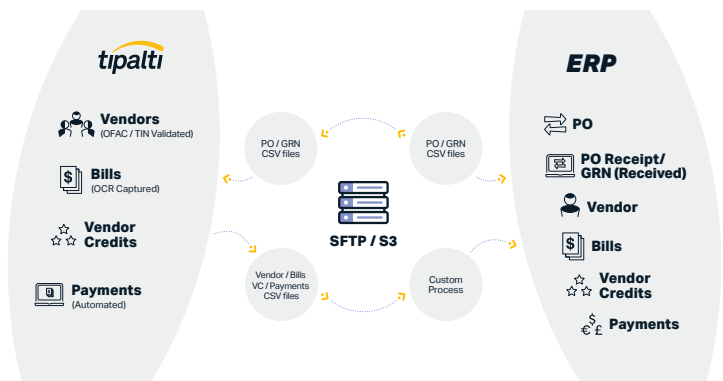 tipalti
Vendors
(OFAC / TIN Validated)
Bills
(OCR Captured)
Vendor
Credits
Payments
(Automated)
PO / GRN
CSV files
PO / GRN
CSV files
SFTP / S3
Vendor / Bills
VC / Payments
CSV files
Custom
Process
ERP
PO
PO Receipt/
GRN (Received)
Vendor
$
Bills
Vendor
Credits
$
€ £
Payments